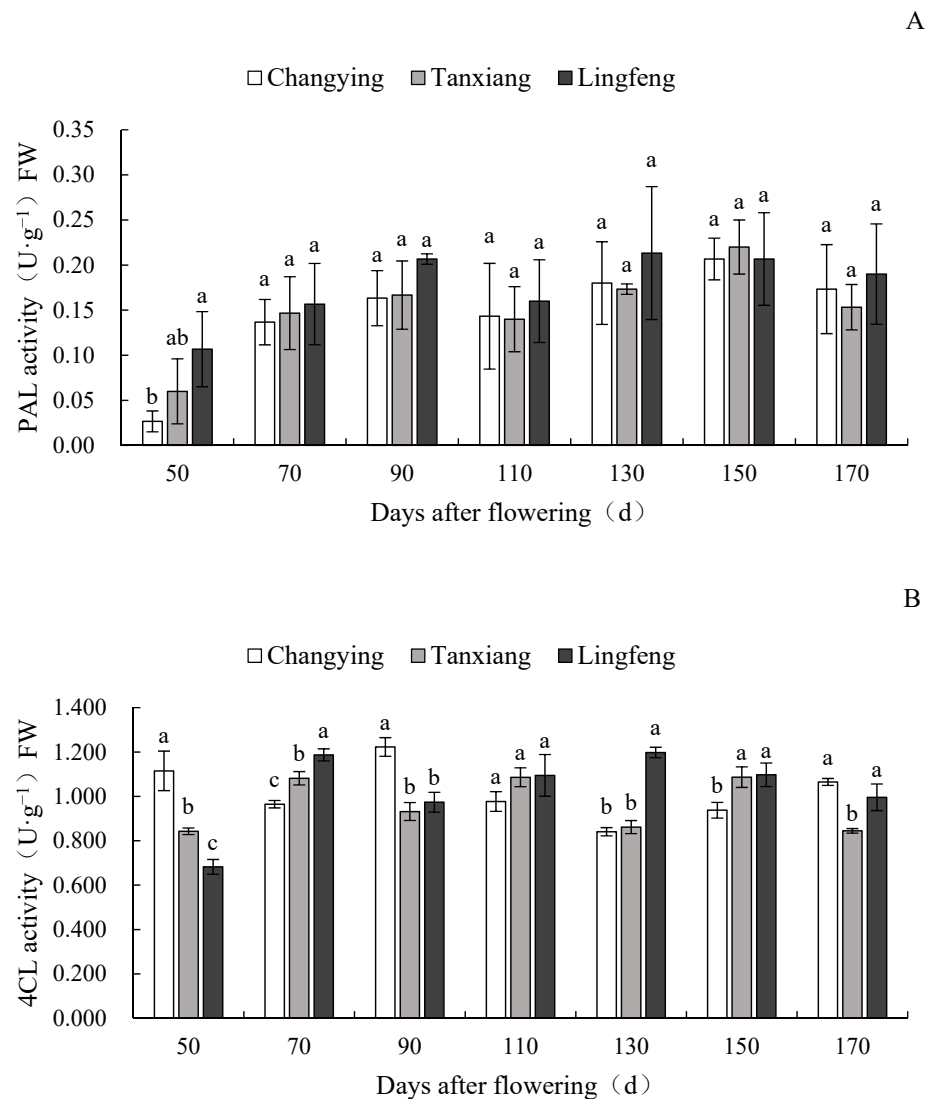 A
Changying Tanxiang Lingfeng
PAL activity（U·g⁻¹）FW
0.35
0.30
0.25
0.20
0.15
0.10
0.05
0.00
b ab a
a a a
a a a
a a a
a a a
a a a
a a a
50 70 90 110 130 150 170
Days after flowering（d）
B
Changying Tanxiang Lingfeng
4CL activity（U·g⁻¹）FW
1.400
1.200
1.000
0.800
0.600
0.400
0.200
0.000
a b c
c b a
a b b
a a a
b b a
b a a
a b a
50 70 90 110 130 150 170
Days after flowering（d）